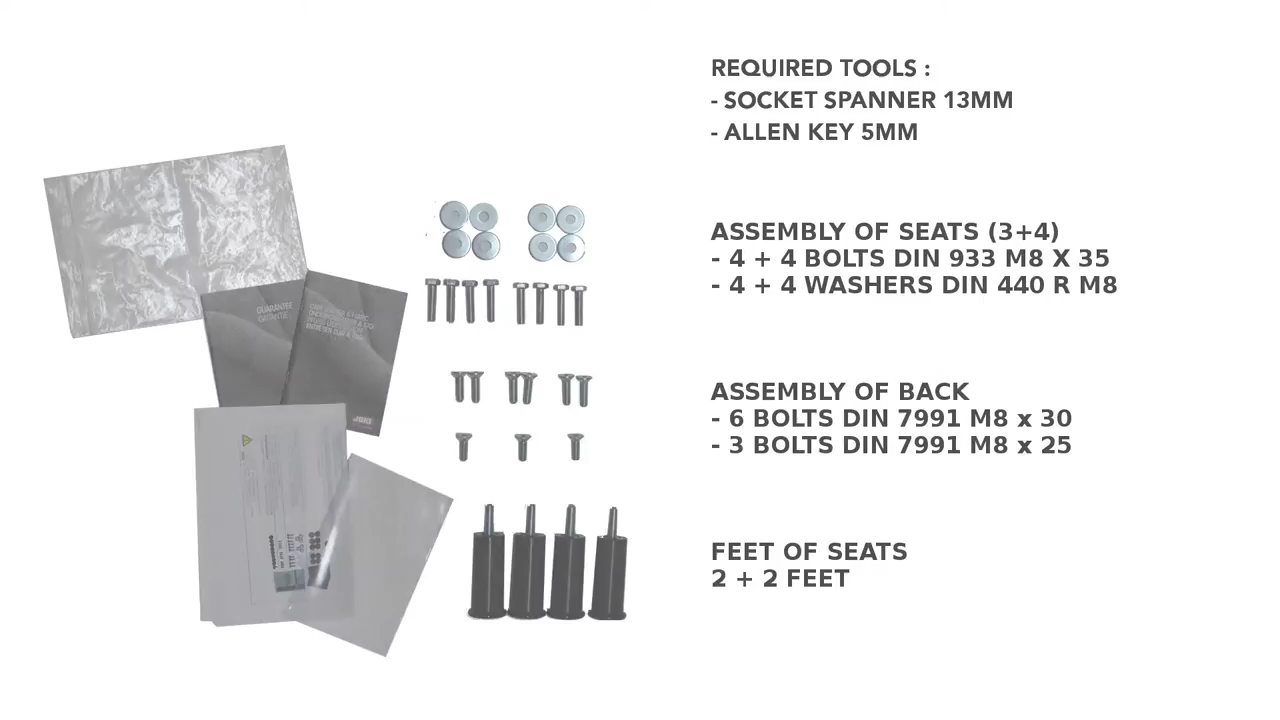 REQUIRED TOOLS :
- SOCKET SPANNER 13MM
- ALLEN KEY 5MM
ASSEMBLY OF SEATS (3+4)
- 4 + 4 BOLTS DIN 933 M8 X 35
- 4 + 4 WASHERS DIN 440 R M8
ASSEMBLY OF BACK
- 6 BOLTS DIN 7991 M8 x 30
- 3 BOLTS DIN 7991 M8 x 25
FEET OF SEATS
2 + 2 FEET
GUARANTEE
GARANTIE